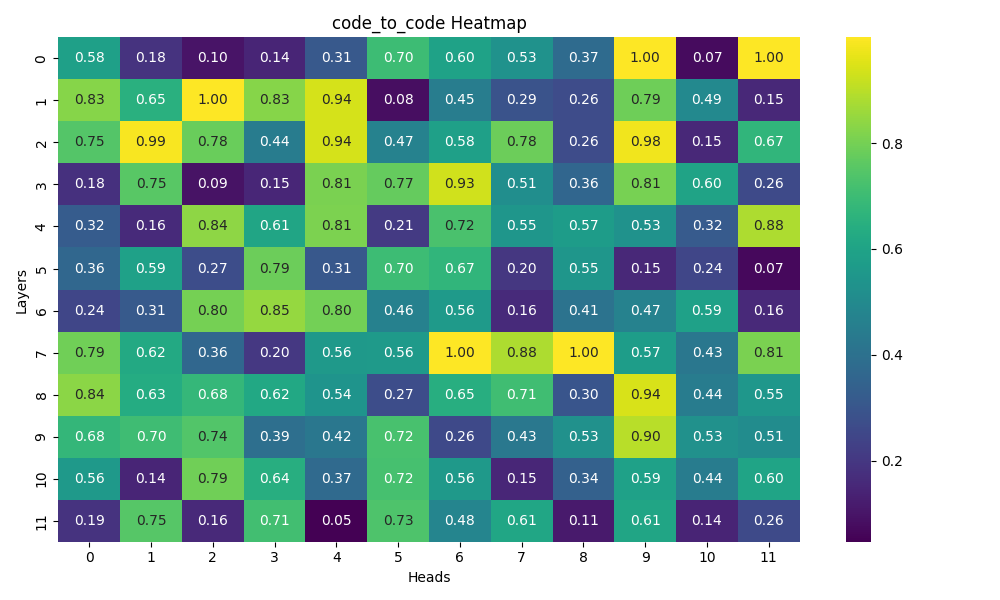 code_to_code Heatmap
0 0.58 0.18 0.10 0.14 0.31 0.70 0.60 0.53 0.37 1.00 0.07 1.00
1 0.83 0.65 1.00 0.83 0.94 0.08 0.45 0.29 0.26 0.79 0.49 0.15
2 0.75 0.99 0.78 0.44 0.94 0.47 0.58 0.78 0.26 0.98 0.15 0.67
3 0.18 0.75 0.09 0.15 0.81 0.77 0.93 0.51 0.36 0.81 0.60 0.26
4 0.32 0.16 0.84 0.61 0.81 0.21 0.72 0.55 0.57 0.53 0.32 0.88
5 0.36 0.59 0.27 0.79 0.31 0.70 0.67 0.20 0.55 0.15 0.24 0.07
6 0.24 0.31 0.80 0.85 0.80 0.46 0.56 0.16 0.41 0.47 0.59 0.16
7 0.79 0.62 0.36 0.20 0.56 0.56 1.00 0.88 1.00 0.57 0.43 0.81
8 0.84 0.63 0.68 0.62 0.54 0.27 0.65 0.71 0.30 0.94 0.44 0.55
9 0.68 0.70 0.74 0.39 0.42 0.72 0.26 0.43 0.53 0.90 0.53 0.51
10 0.56 0.14 0.79 0.64 0.37 0.72 0.56 0.15 0.34 0.59 0.44 0.60
11 0.19 0.75 0.16 0.71 0.05 0.73 0.48 0.61 0.11 0.61 0.14 0.26
0 1 2 3 4 5 6 7 8 9 10 11
Heads
Layers
0.8
0.6
0.4
0.2